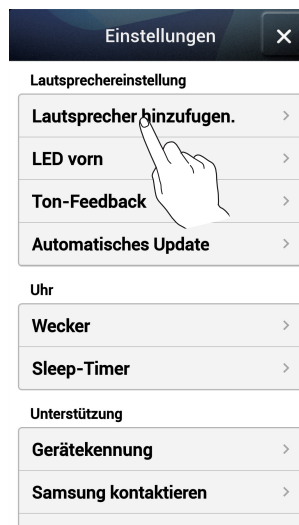 Einstellungen
Lautsprechereinstellung
Lautsprecher hinzufugen.
LED vorn
Ton-Feedback
Automatisches Update
Uhr
Wecker
Sleep-Timer
Unterstützung
Gerätekennung
Samsung kontaktieren